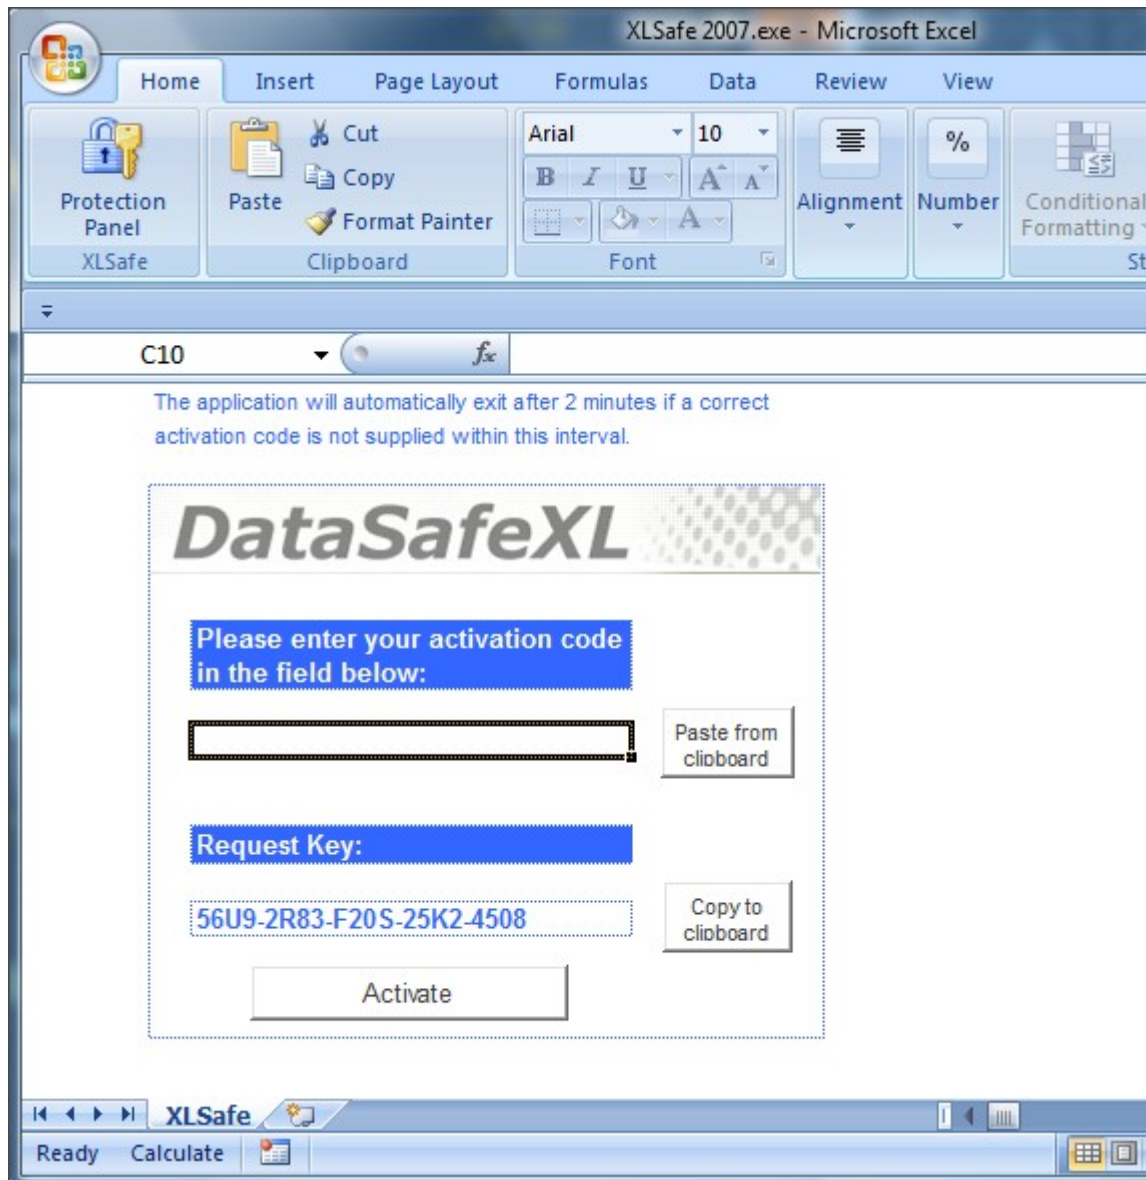 XLSafe 2007.exe - Microsoft Excel
Home Insert Page Layout Formulas Data Review View
Protection
Panel
XLSafe
Paste
Cut
Copy
Format Painter
Clipboard
Arial 10
B I U A A
A
Font
Alignment
%
Number
Conditional
Formatting
St
C10 fx
The application will automatically exit after 2 minutes if a correct
activation code is not supplied within this interval.
DataSafeXL
Please enter your activation code
in the field below:
Paste from
clipboard
Request Key:
56U9-2R83-F20S-25K2-4508
Copy to
clipboard
Activate
XLSafe
Ready Calculate